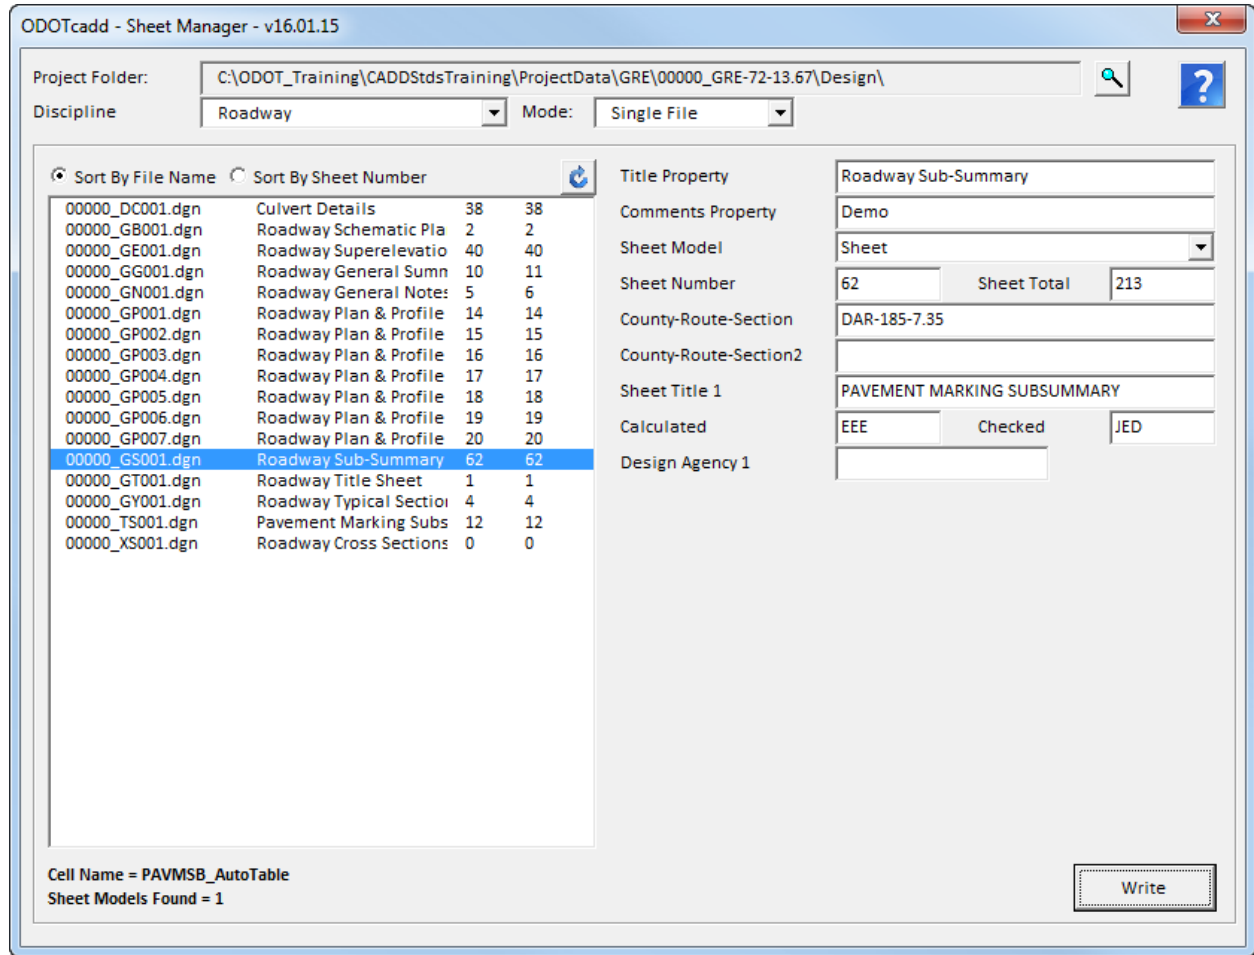 ODOTcadd - Sheet Manager - v16.01.15
x
Project Folder: C:\ODOT_Training\CADDStdsTraining\ProjectData\GRE\00000_GRE-72-13.67\Design\
?
Discipline Roadway Mode: Single File
Sort By File Name Sort By Sheet Number
00000_DC001.dgn Culvert Details 38 38
00000_GB001.dgn Roadway Schematic Pla 2 2
00000_GE001.dgn Roadway Superelevatio 40 40
00000_GG001.dgn Roadway General Summ 10 11
00000_GN001.dgn Roadway General Notes 5 6
00000_GP001.dgn Roadway Plan & Profile 14 14
00000_GP002.dgn Roadway Plan & Profile 15 15
00000_GP003.dgn Roadway Plan & Profile 16 16
00000_GP004.dgn Roadway Plan & Profile 17 17
00000_GP005.dgn Roadway Plan & Profile 18 18
00000_GP006.dgn Roadway Plan & Profile 19 19
00000_GP007.dgn Roadway Plan & Profile 20 20
00000_GS001.dgn Roadway Sub-Summary 62 62
00000_GT001.dgn Roadway Title Sheet 1 1
00000_GY001.dgn Roadway Typical Section 4 4
00000_TS001.dgn Pavement Marking Subs 12 12
00000_XS001.dgn Roadway Cross Sections 0 0
Title Property Roadway Sub-Summary
Comments Property Demo
Sheet Model Sheet
Sheet Number 62 Sheet Total 213
County-Route-Section DAR-185-7.35
County-Route-Section2
Sheet Title 1 PAVEMENT MARKING SUBSUMMARY
Calculated EEE Checked JED
Design Agency 1
Cell Name = PAVMSB_AutoTable
Sheet Models Found = 1
Write